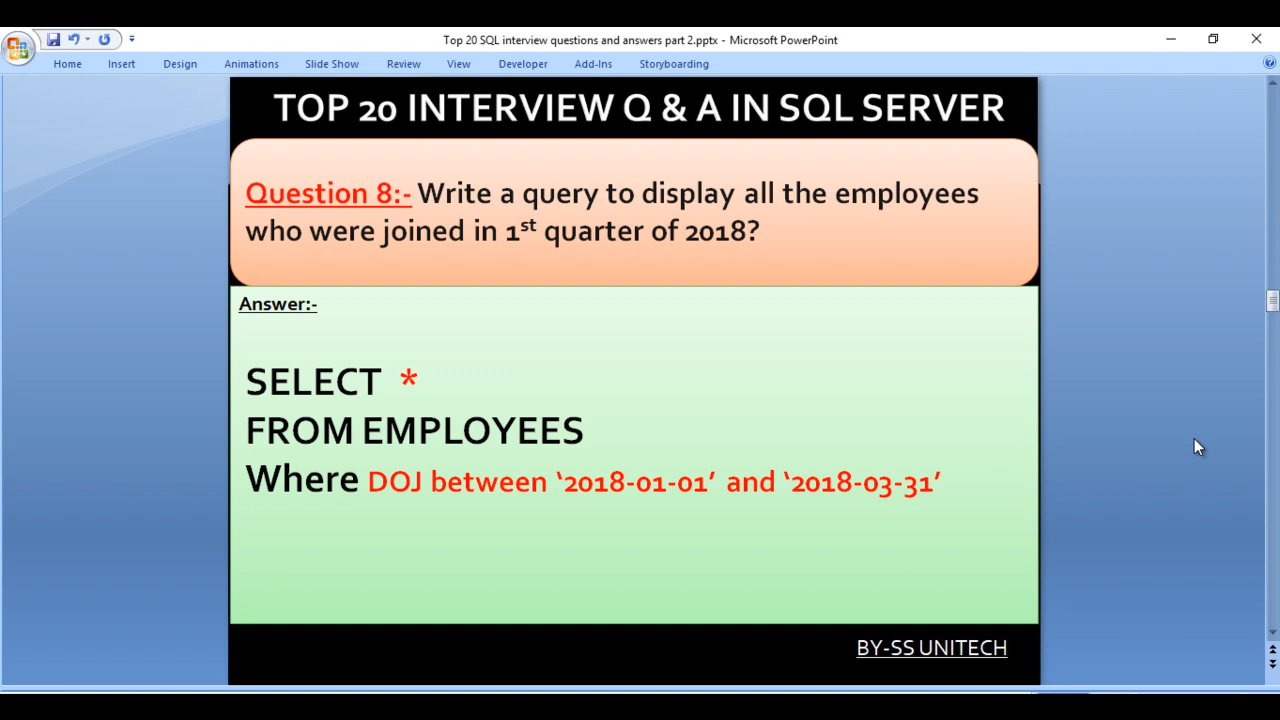 Top 20 SQL interview questions and answers part 2.pptx - Microsoft PowerPoint
Home Insert Design Animations Slide Show Review View Developer Add-Ins Storyboarding
TOP 20 INTERVIEW Q & A IN SQL SERVER
Question 8:- Write a query to display all the employees
who were joined in 1st quarter of 2018?
Answer:-
SELECT *
FROM EMPLOYEES
Where DOJ between ‘2018-01-01’ and ‘2018-03-31’
BY-SS UNITECH